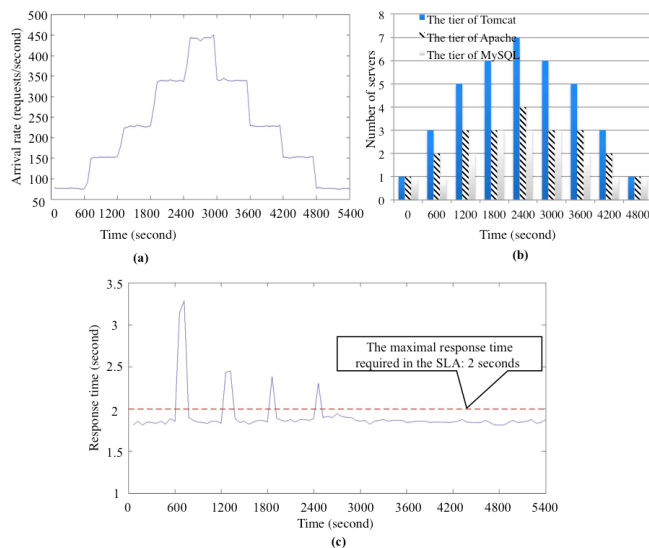 (a)
Arrival rate (requests/second)
450
400
350
300
250
200
150
100
50
0 600 1200 1800 2400 3000 3600 4200 4800 5400
Time (second)
(a)
Number of servers
8
7
6
5
4
3
2
1
0
The tier of Tomcat
The tier of Apache
The tier of MySQL
0 600 1200 1800 2400 3000 3600 4200 4800
Time (second)
(b)
Response time (second)
3.5
3
2.5
2
1.5
1
The maximal response time
required in the SLA: 2 seconds
0 600 1200 1800 2400 3000 3600 4200 4800 5400
Time (second)
(c)